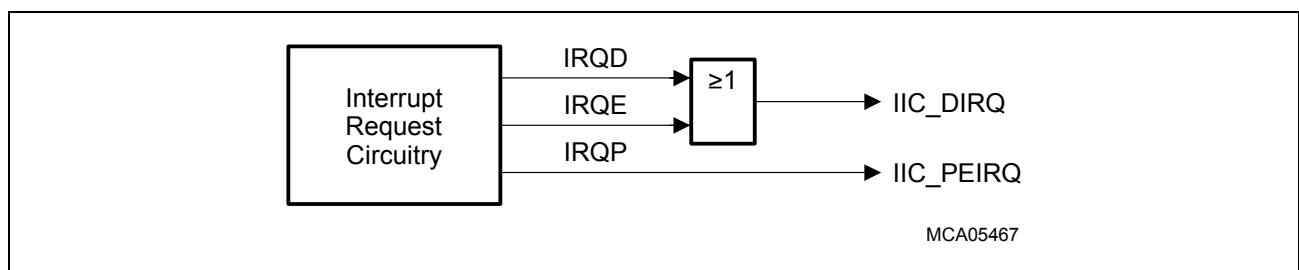 Interrupt
Request
Circuitry
IRQD
IRQE
IRQP
≥1
IIC_DIRQ
IIC_PEIRQ
MCA05467